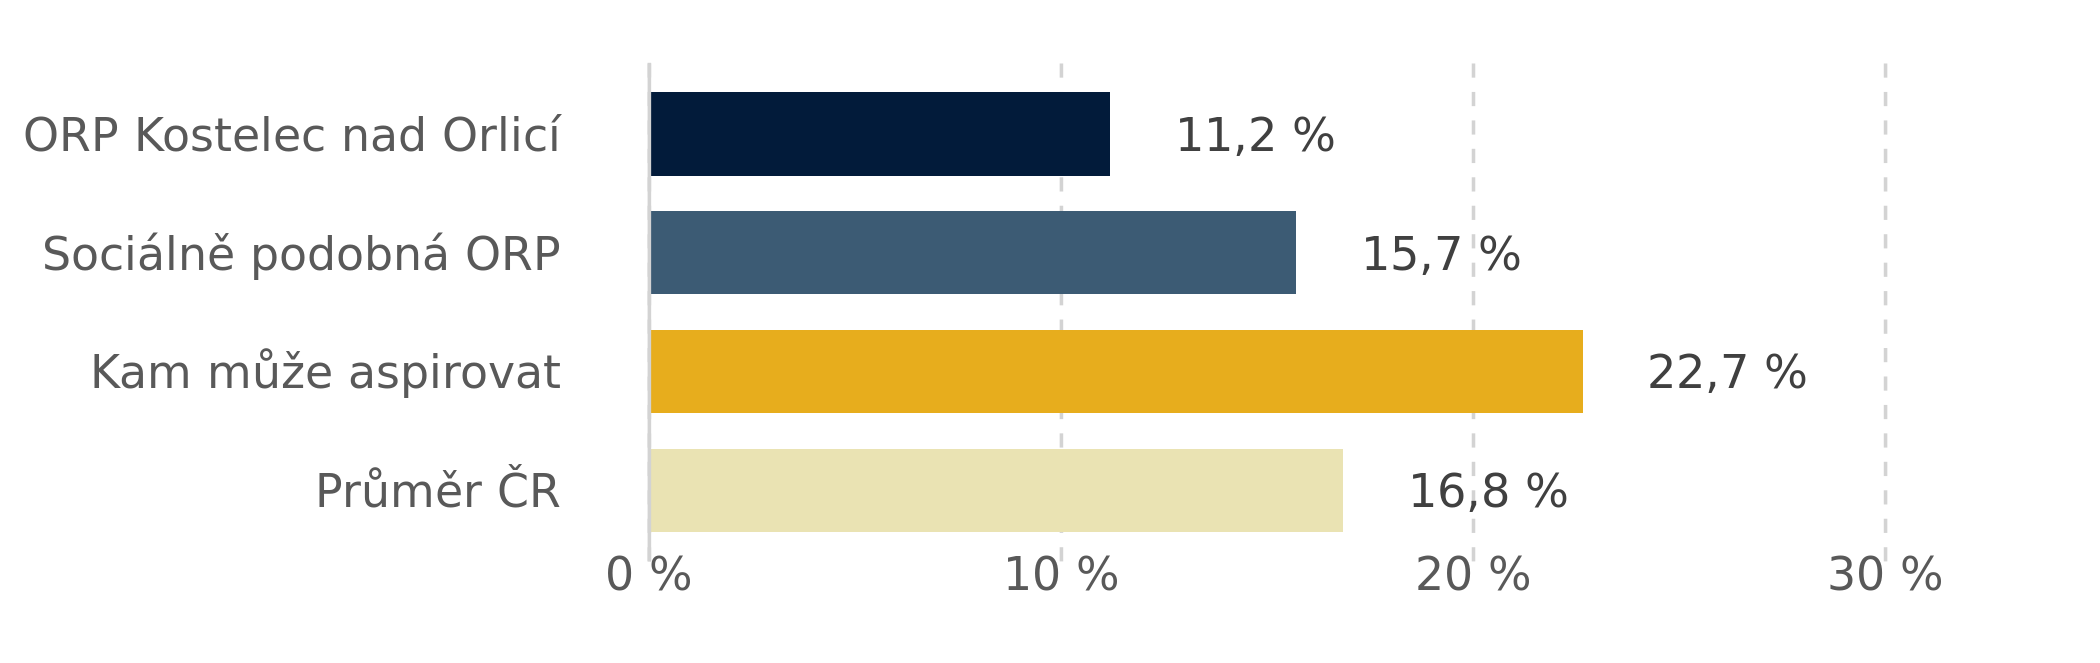 ORP Kostelec nad Orlicí 11,2 %
Sociálně podobná ORP 15,7 %
Kam může aspirovat 22,7 %
Průměr ČR 16,8 %
0 % 10 % 20 % 30 %